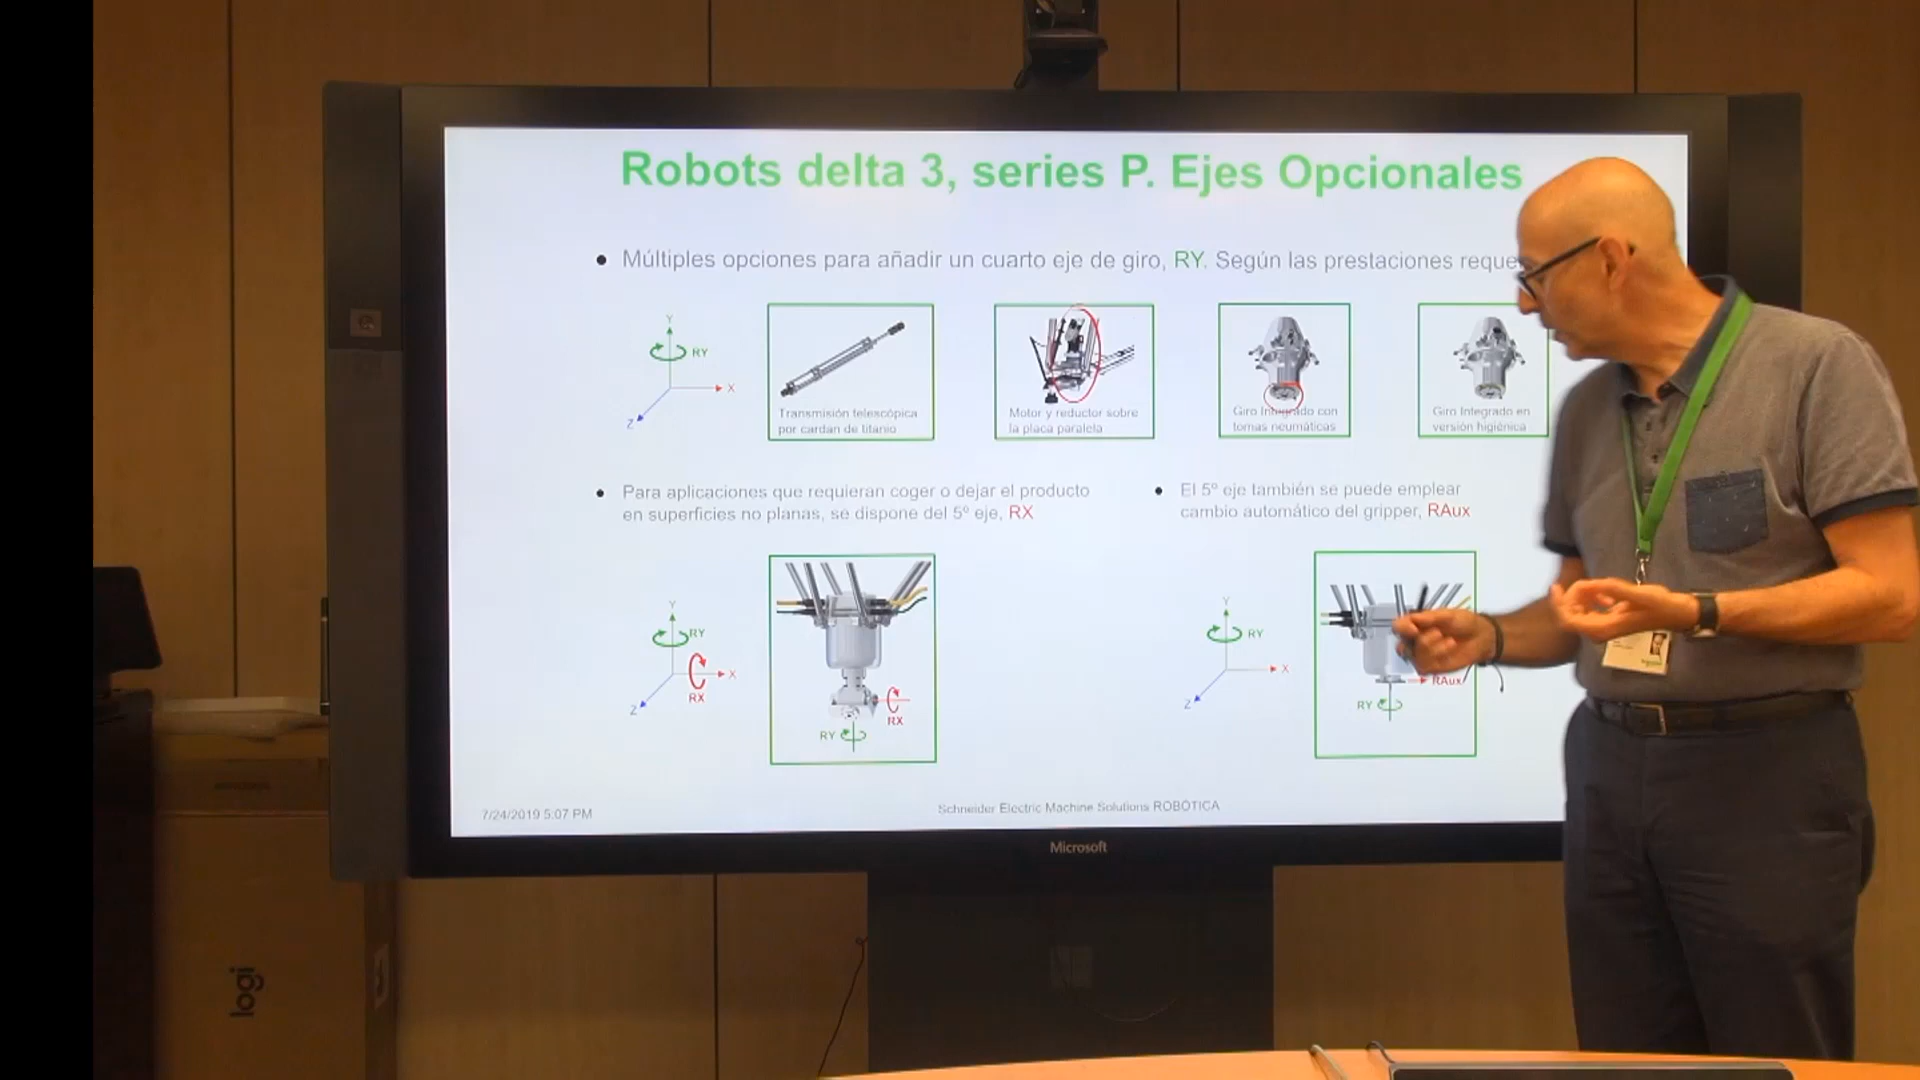 Robots delta 3, series P. Ejes Opcionales
• Múltiples opciones para añadir un cuarto eje de giro, RY. Según las prestaciones
Y
RY
X
Z
Transmisión telescópica
por cardan de titanio
Motor y reductor sobre
la placa paralela
Giro Integrado con
tomas neumáticas
Giro Integrado en
versión higiénica
• Para aplicaciones que requieran coger o dejar el producto
en superficies no planas, se dispone del 5º eje, RX
• El 5º eje también se puede emplear
cambio automático del gripper, RAux
Y
RY
X
RX
Z
RX
RY
Y
RY
X
Z
RAux
RY
7/24/2019 5:07 PM
Schneider Electric Machine Solutions ROBÓTICA
Microsoft
logi